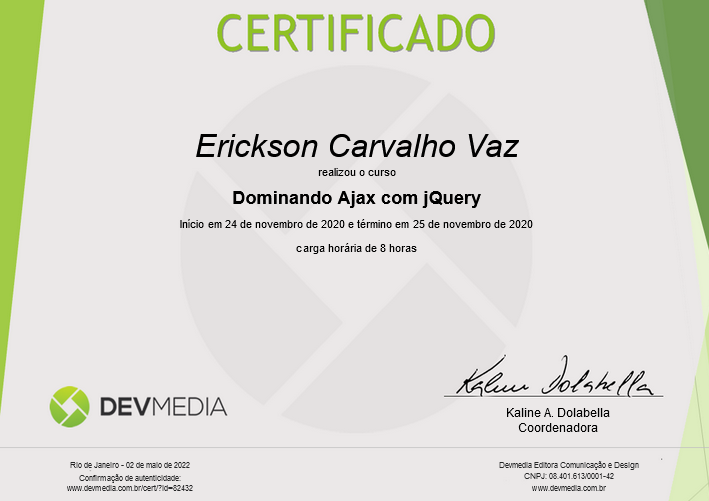 CERTIFICADO
Erickson Carvalho Vaz
realizou o curso
Dominando Ajax com jQuery
Início em 24 de novembro de 2020 e término em 25 de novembro de 2020
carga horária de 8 horas
Kaline Dolabella
DEVMEDIA
Kaline A. Dolabella
Coordenadora
Rio de Janeiro - 02 de maio de 2022
Confirmação de autenticidade:
www.devmedia.com.br/cert/?id=82432
Devmedia Editora Comunicação e Design
CNPJ: 08.401.613/0001-42
www.devmedia.com.br